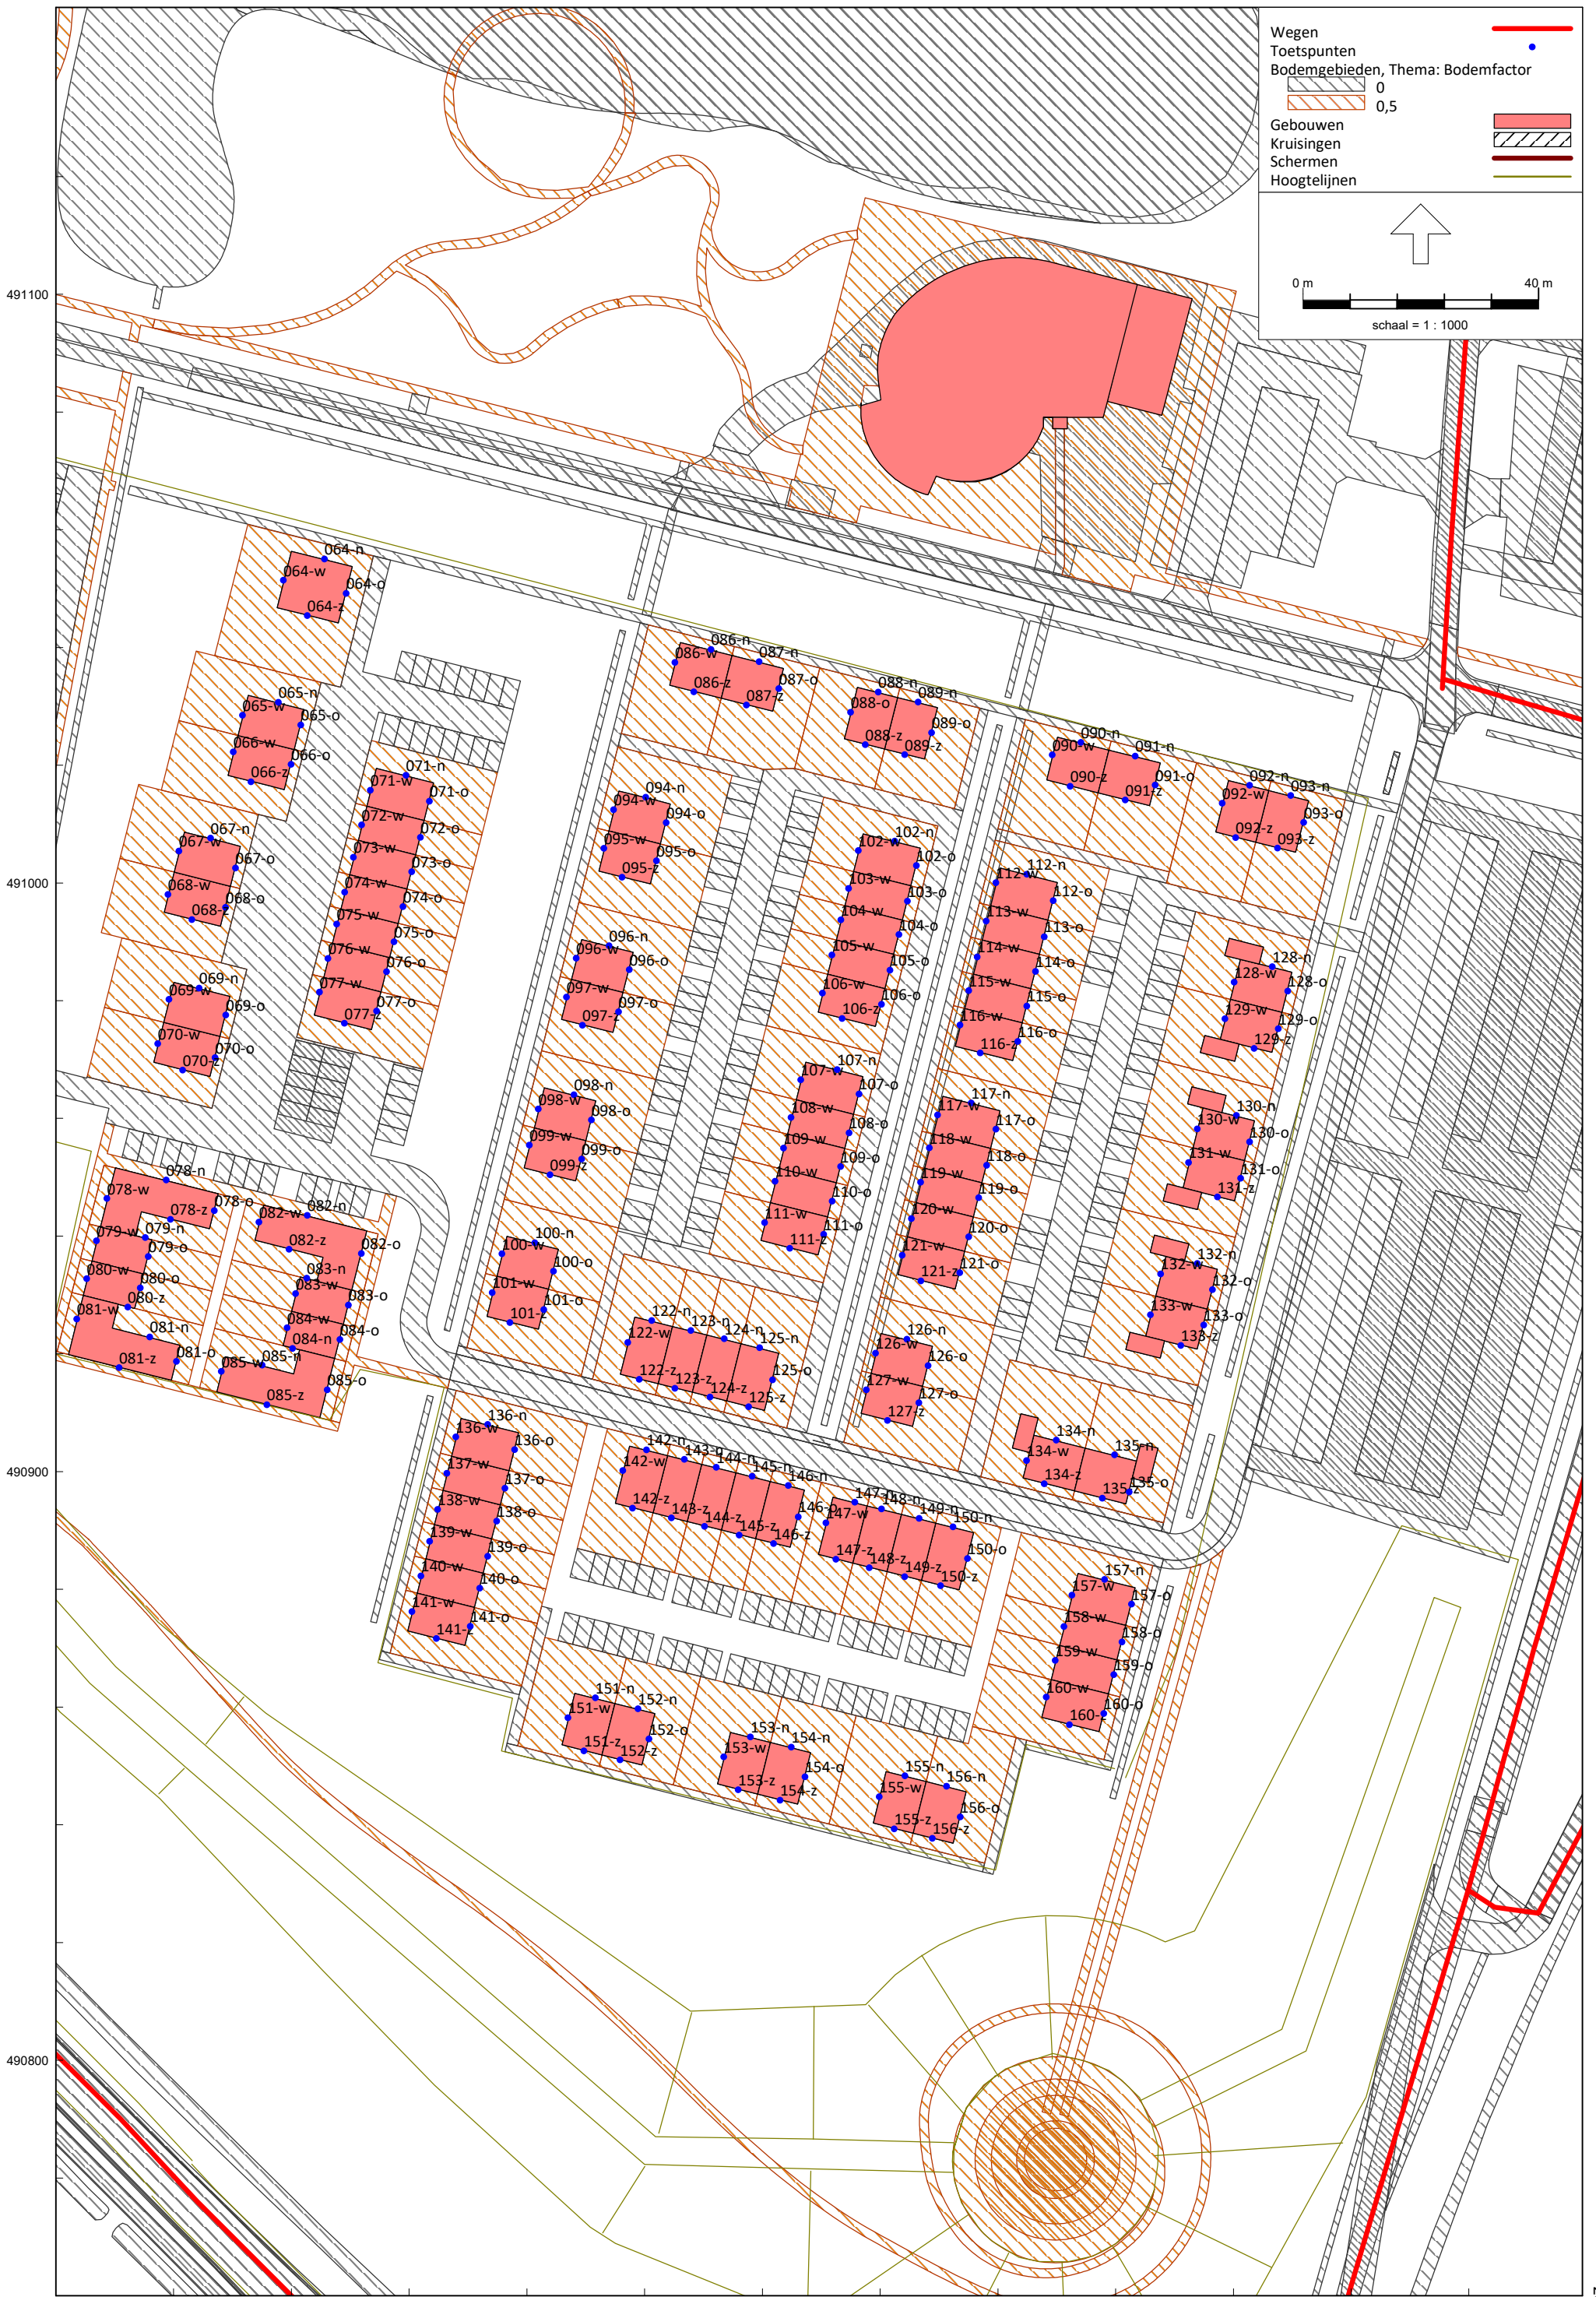 Wegen
Toetspunten
Bodemgebieden, Thema: Bodemfactor
0
0,5
Gebouwen
Kruisingen
Schermen
Hoogtelijnen
0 m
40 m
schaal = 1 : 1000
491100
491000
490900
490800
064-n
064-w
064-o
064-z
065-n
065-w
065-o
066-w
066-o
066-z
067-n
067-w
067-o
068-w
068-o
068-z
069-n
069-w
069-o
070-w
070-o
070-z
071-n
071-w
071-o
072-w
072-o
073-w
073-o
074-w
074-o
075-w
075-o
076-w
076-o
077-w
077-o
077-z
078-n
078-w
078-o
078-z
079-n
079-w
079-o
080-w
080-o
080-z
081-w
081-n
081-o
081-z
082-n
082-w
082-z
082-o
083-n
083-w
083-o
084-w
084-n
084-o
085-w
085-n
085-o
085-z
086-n
086-w
086-z
087-n
087-o
087-z
088-n
088-o
088-z
089-n
089-o
089-z
090-n
090-w
090-z
091-n
091-o
091-z
092-n
092-w
092-z
093-n
093-o
093-z
094-n
094-w
094-o
095-w
095-o
095-z
096-n
096-w
096-o
097-w
097-o
097-z
098-n
098-w
098-o
099-w
099-o
099-z
100-n
100-w
100-o
101-w
101-o
101-z
102-n
102-w
102-o
103-w
103-o
104-w
104-o
105-w
105-o
106-w
106-o
106-z
107-n
107-w
107-o
108-w
108-o
109-w
109-o
110-w
110-o
111-w
111-o
111-z
112-n
112-w
112-o
113-w
113-o
114-w
114-o
115-w
115-o
116-w
116-o
116-z
117-n
117-w
117-o
118-w
118-o
119-w
119-o
120-w
120-o
121-w
121-o
121-z
122-n
122-w
122-z
123-n
123-z
124-n
124-z
125-n
125-o
125-z
126-n
126-w
126-o
127-w
127-o
127-z
128-n
128-w
128-o
129-w
129-o
129-z
130-n
130-w
130-o
131-w
131-o
131-z
132-n
132-w
132-o
133-w
133-o
133-z
134-n
134-w
134-z
135-n
135-o
135-z
136-n
136-w
136-o
137-w
137-o
138-w
138-o
139-w
139-o
140-w
140-o
141-w
141-o
141-z
142-n
142-w
142-z
143-n
143-z
144-n
144-z
145-n
145-z
146-n
146-o
146-z
147-n
147-w
147-z
148-n
148-z
149-n
149-z
150-n
150-o
150-z
151-n
151-w
151-z
152-n
152-o
152-z
153-n
153-w
153-z
154-n
154-o
154-z
155-n
155-w
155-z
156-n
156-o
156-z
157-n
157-w
157-o
158-w
158-o
159-w
159-o
160-w
160-o
160-z